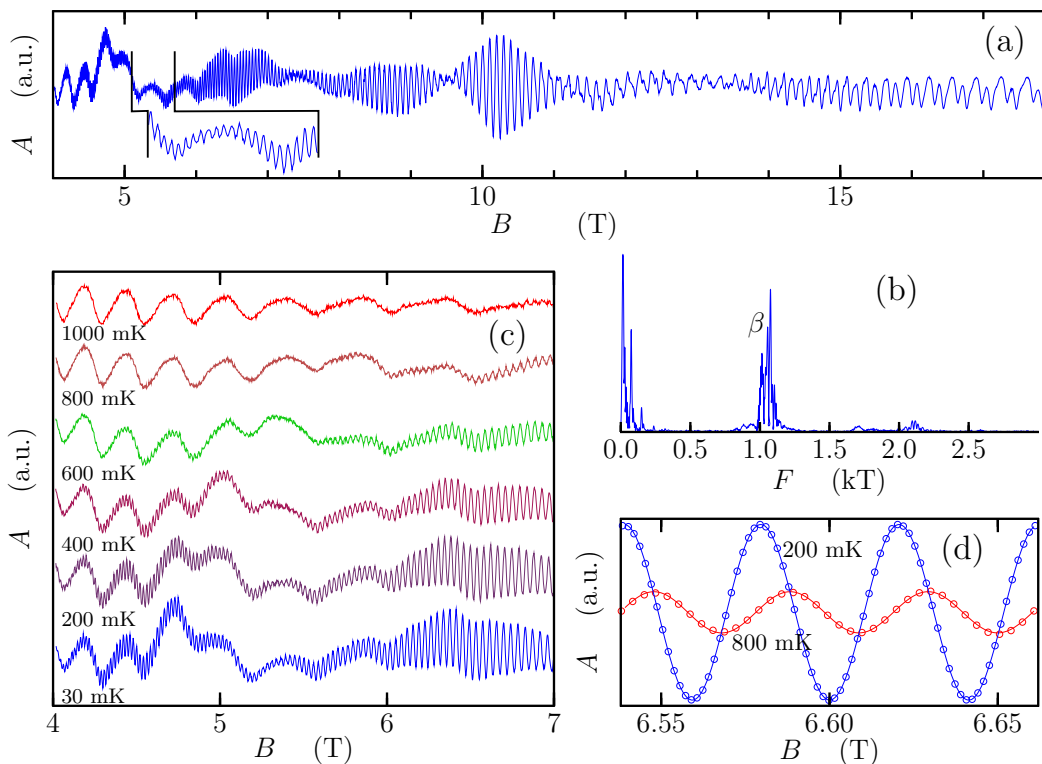 (a)
A (a.u.)
5 10 15
B (T)
(b)
β
0.0 0.5 1.0 1.5 2.0 2.5
F (kT)
(c)
1000 mK
800 mK
600 mK
400 mK
200 mK
30 mK
A (a.u.)
4 5 6 7
B (T)
(d)
200 mK
800 mK
A (a.u.)
6.55 6.60 6.65
B (T)